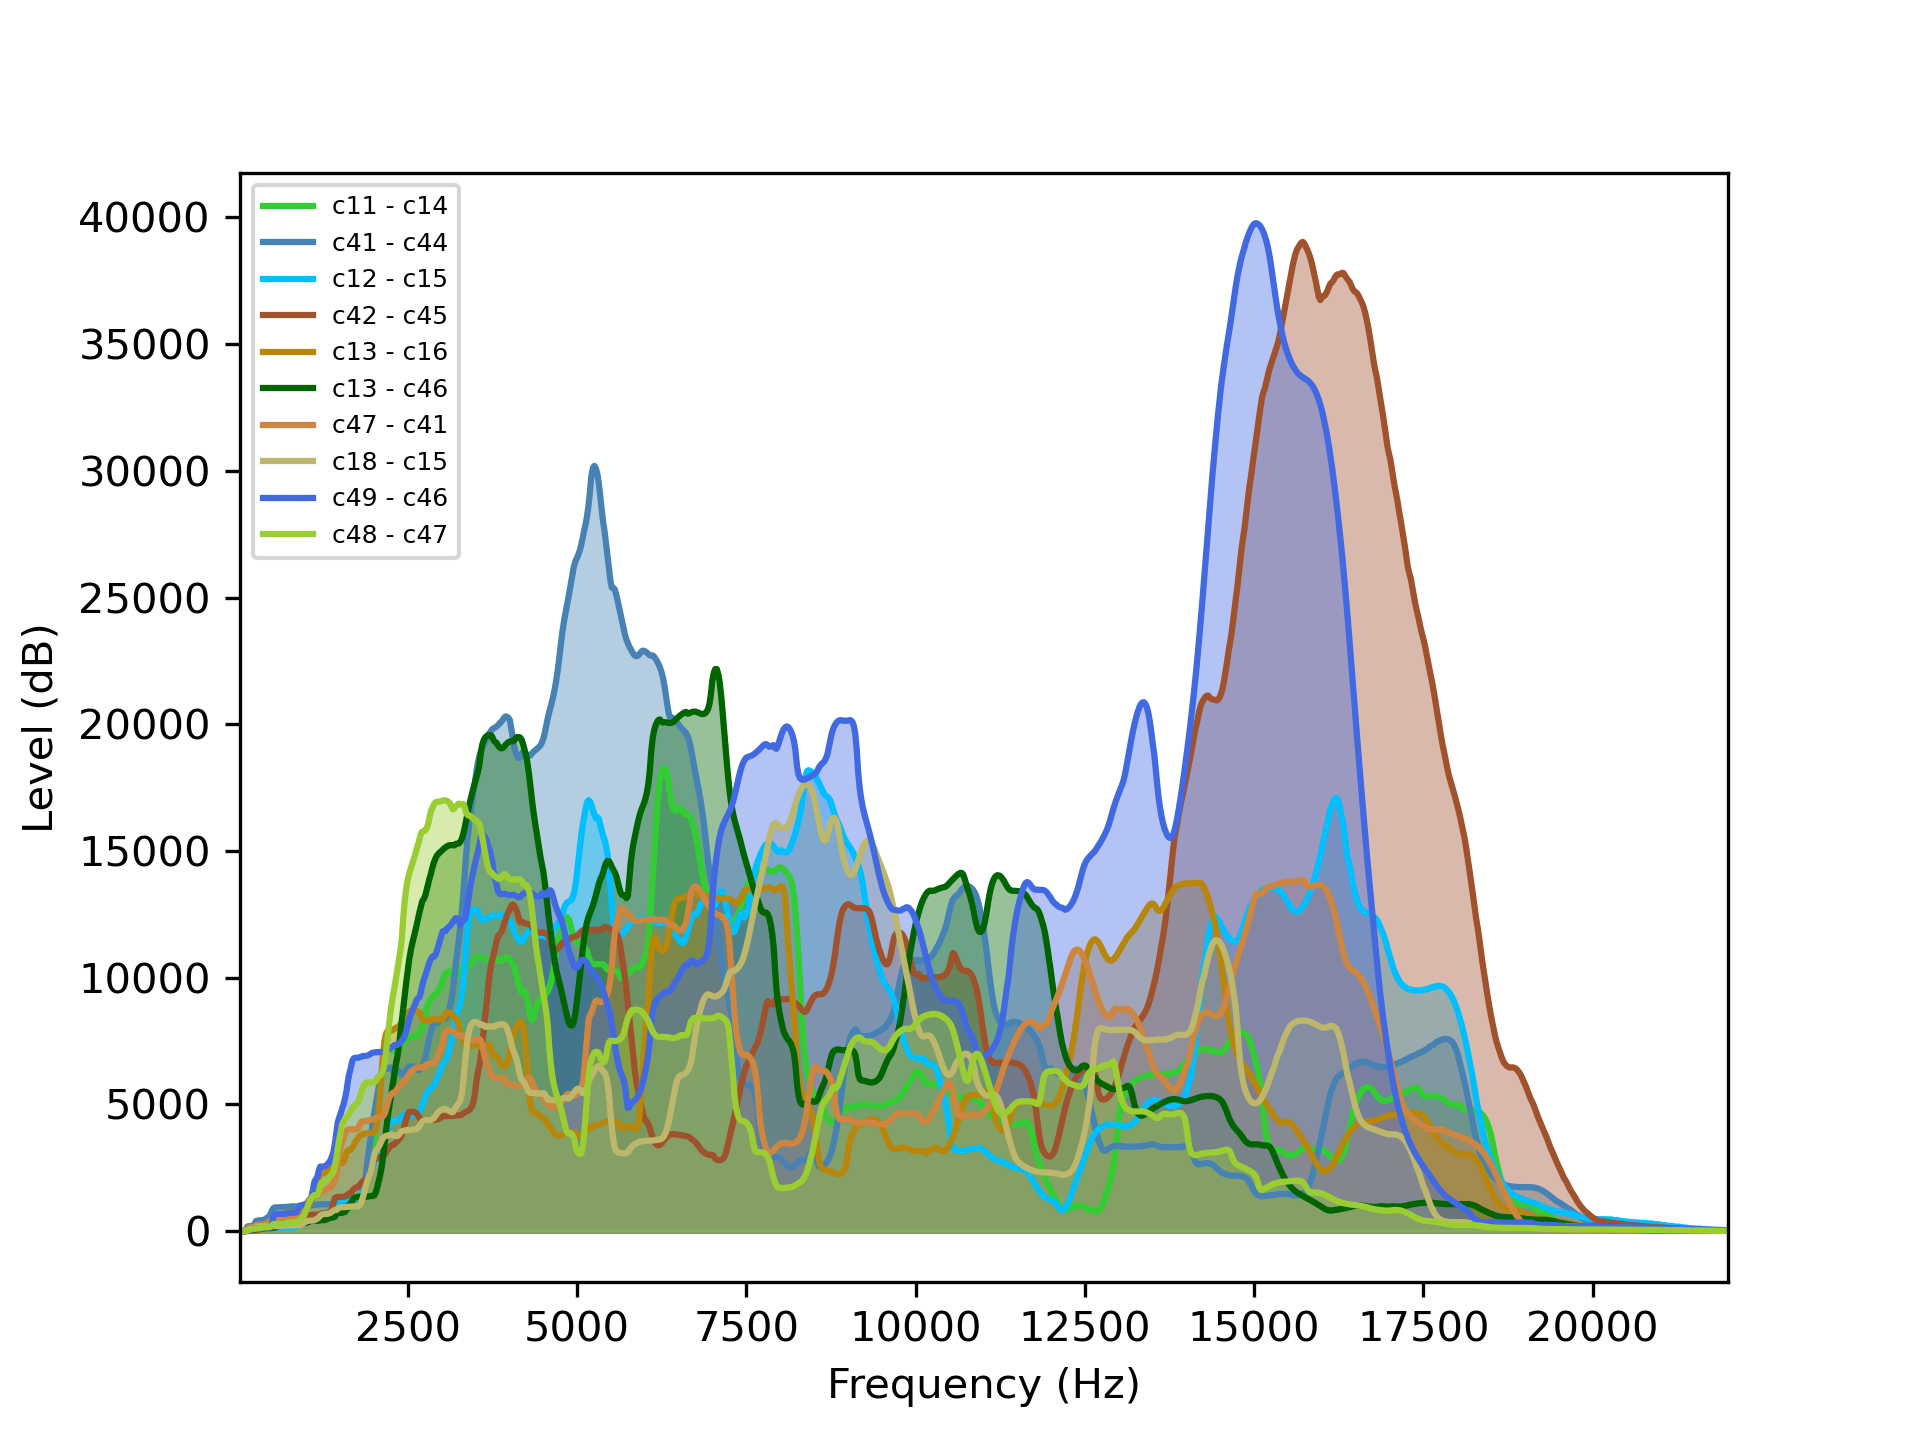 c11 - c14
c41 - c44
c12 - c15
c42 - c45
c13 - c16
c13 - c46
c47 - c41
c18 - c15
c49 - c46
c48 - c47
40000
35000
30000
25000
20000
15000
10000
5000
0
Level (dB)
2500 5000 7500 10000 12500 15000 17500 20000
Frequency (Hz)